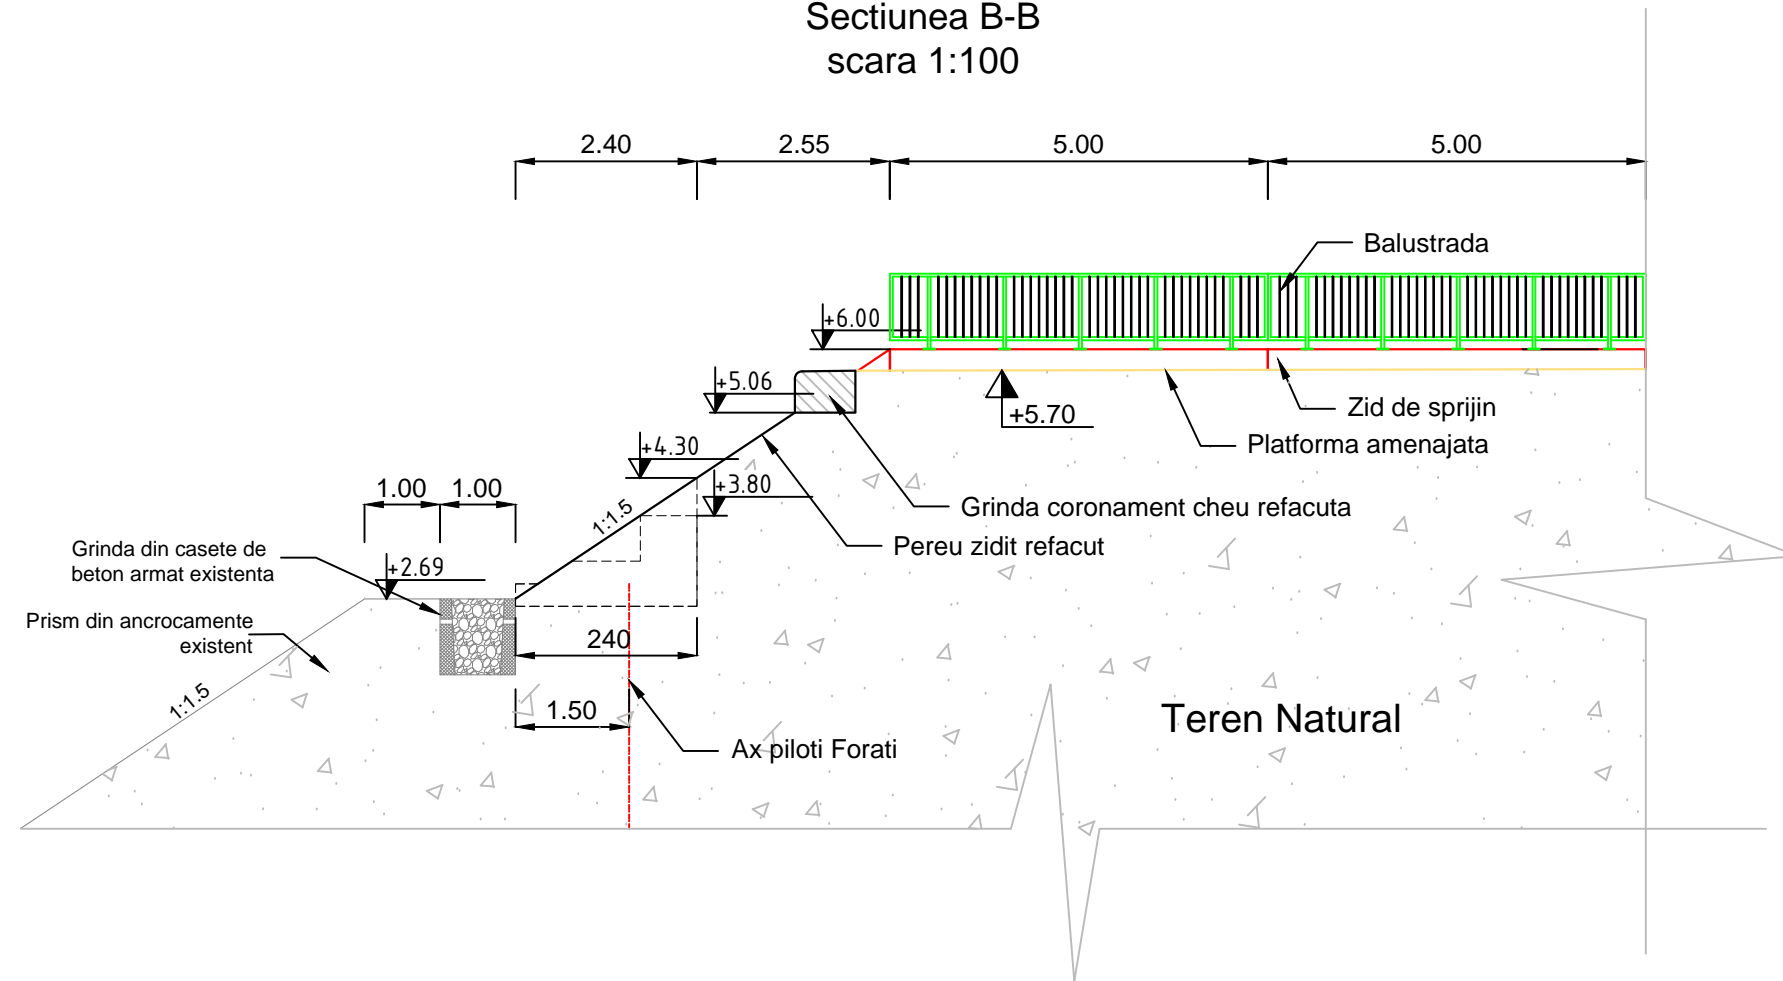 Sectiunea B-B
scara 1:100
2.40
2.55
5.00
5.00
Balustrada
+6.00
+5.06
+5.70
Zid de sprijin
Platforma amenajata
+4.30
+3.80
1.00
1.00
1:1.5
Grinda coronament cheu refacuta
Pereu zidit refacut
Grinda din casete de
beton armat existenta
+2.69
Prism din ancrocamente
existent
240
1:1.5
1.50
Ax piloti Forati
Teren Natural